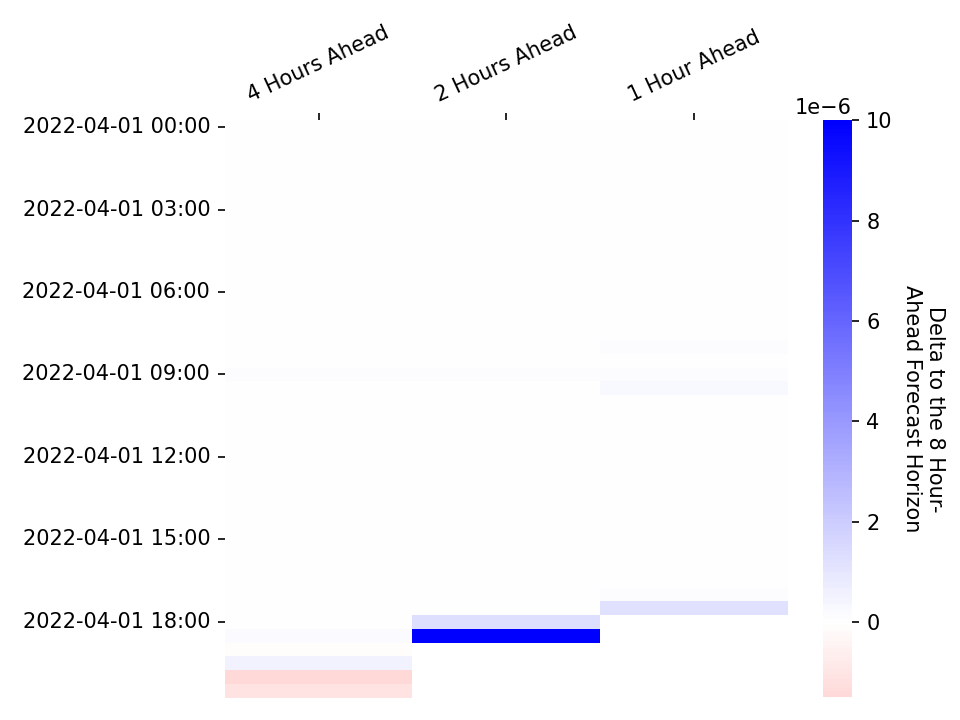 4 Hours Ahead
2 Hours Ahead
1 Hour Ahead
2022-04-01 00:00
2022-04-01 03:00
2022-04-01 06:00
2022-04-01 09:00
2022-04-01 12:00
2022-04-01 15:00
2022-04-01 18:00
1e−6
10
8
6
4
2
0
Delta to the 8 Hour-
Ahead Forecast Horizon